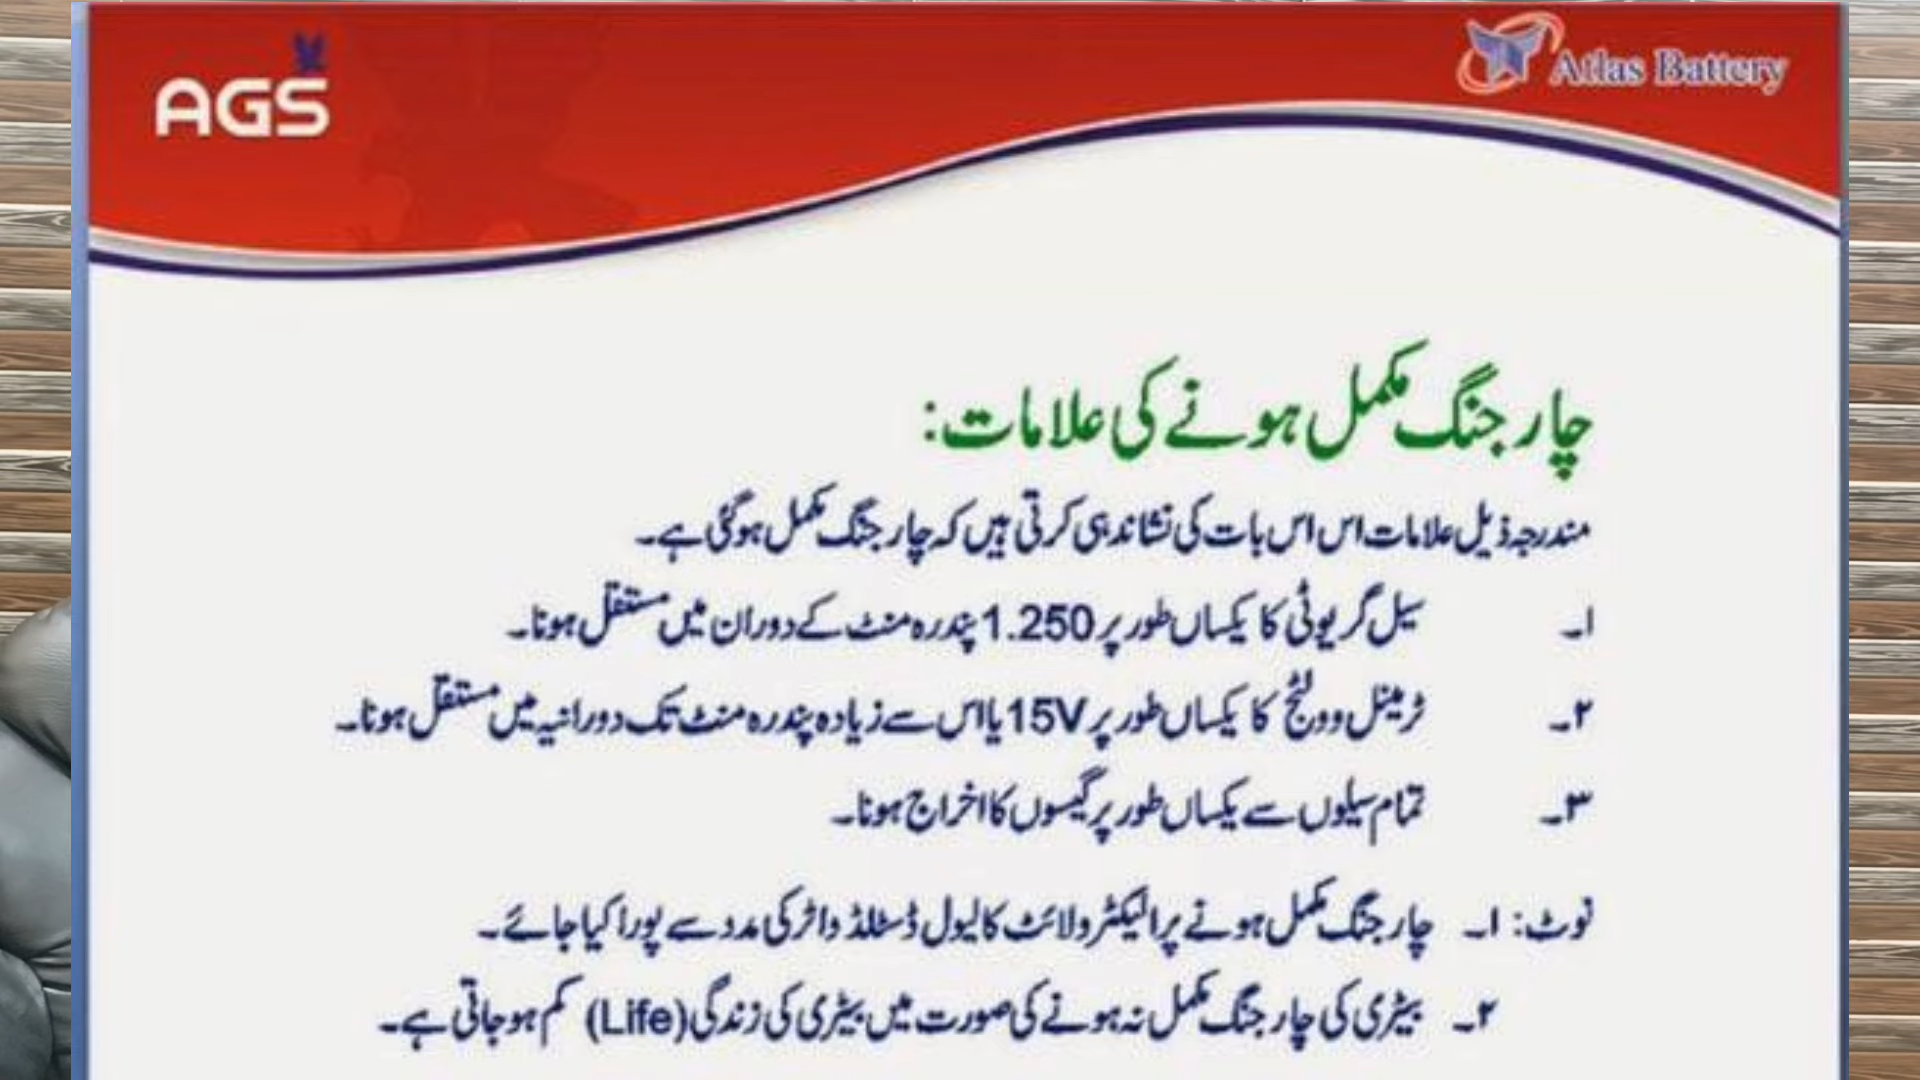 AGS
Atlas Battery
چارجنگ مکمل ہونے کی علامات:
مندرجہ ذیل علامات اس اس بات کی نشاندہی کرتی ہیں کہ چارجنگ مکمل ہوگئی ہے۔
۱۔ سیل گریوٹی کا یکساں طور پر 1.250 پندرہ منٹ کے دوران میں مستقل ہونا۔
۲۔ ٹرمینل وولٹیج کا یکساں طور پر 15V یا اس سے زیادہ پندرہ منٹ تک دورانیہ میں مستقل ہونا۔
۳۔ تمام سیلوں سے یکساں طور پر گیسوں کا اخراج ہونا۔
نوٹ: ۱۔ چارجنگ مکمل ہونے پر الیکٹرولائٹ کا لیول ڈسٹلڈ واٹر کی مدد سے پورا کیا جائے۔
۲۔ بیٹری کی چارجنگ مکمل نہ ہونے کی صورت میں بیٹری کی زندگی (Life) کم ہو جاتی ہے۔